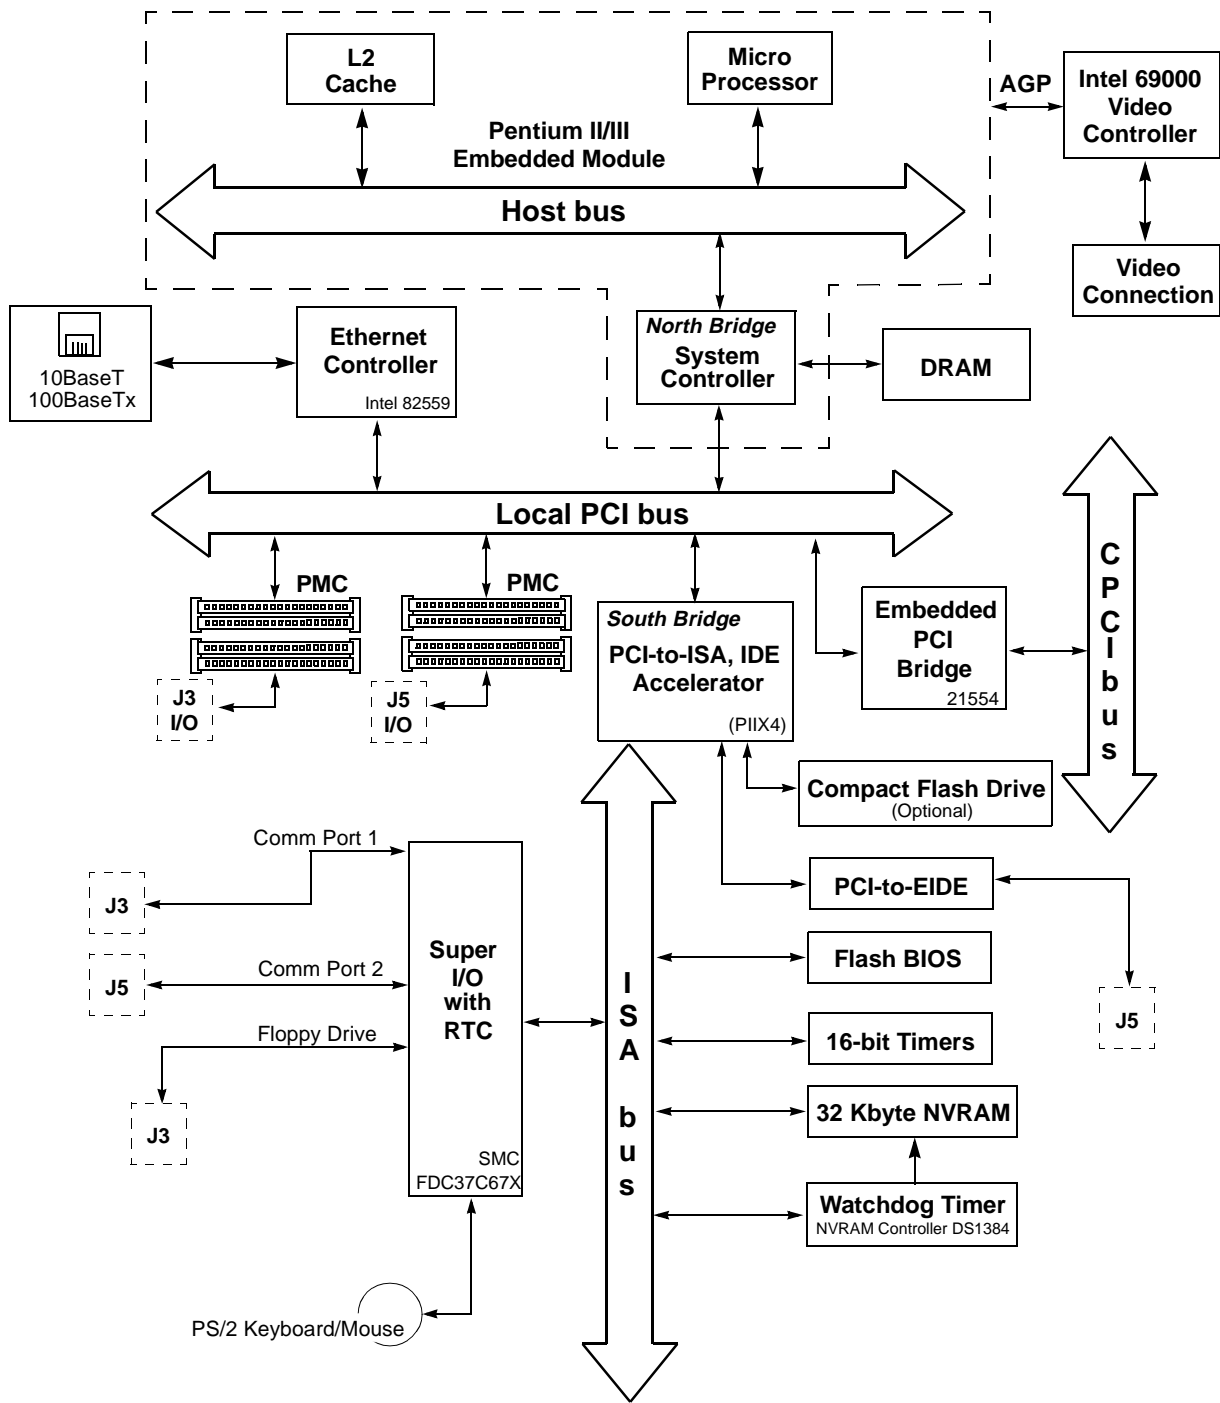 L2
Cache
Micro
Processor
AGP
Intel 69000
Video
Controller
Pentium II/III
Embedded Module
Host bus
Video
Connection
10BaseT
100BaseTx
Ethernet
Controller
Intel 82559
North Bridge
System
Controller
DRAM
Local PCI bus
PMC
PMC
J3
I/O
J5
I/O
South Bridge
PCI-to-ISA, IDE
Accelerator
(PIIX4)
Embedded
PCI
Bridge
21554
CPCI bus
Compact Flash Drive
(Optional)
Comm Port 1
J3
PCI-to-EIDE
Comm Port 2
J5
Super
I/O
with
RTC
Flash BIOS
ISA bus
J5
Floppy Drive
16-bit Timers
J3
32 Kbyte NVRAM
SMC
FDC37C67X
Watchdog Timer
NVRAM Controller DS1384
PS/2 Keyboard/Mouse